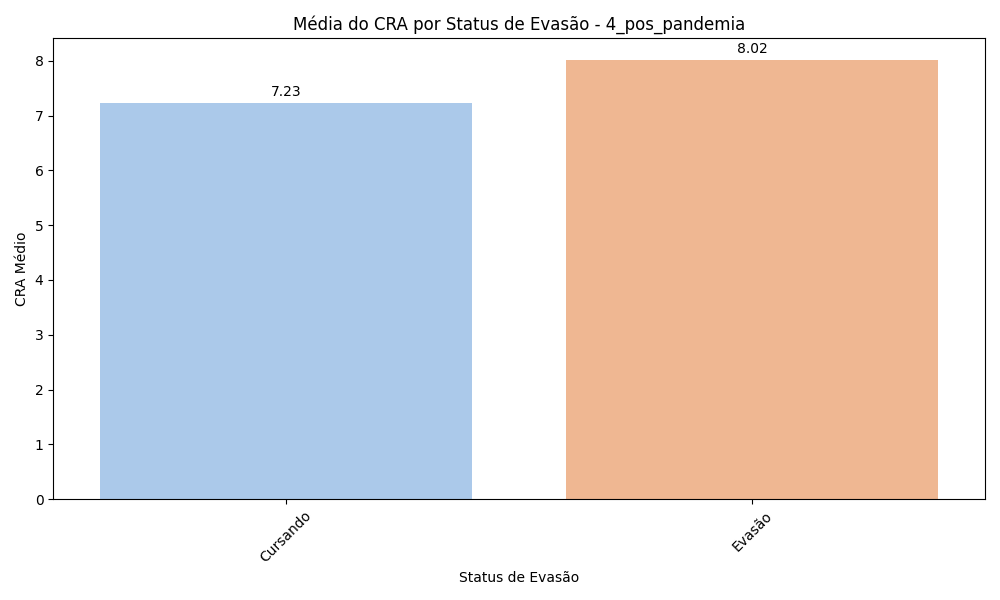 Média do CRA por Status de Evasão - 4_pos_pandemia
8.02
7.23
8
7
6
5
4
3
2
1
0
CRA Médio
Cursando
Evasão
Status de Evasão